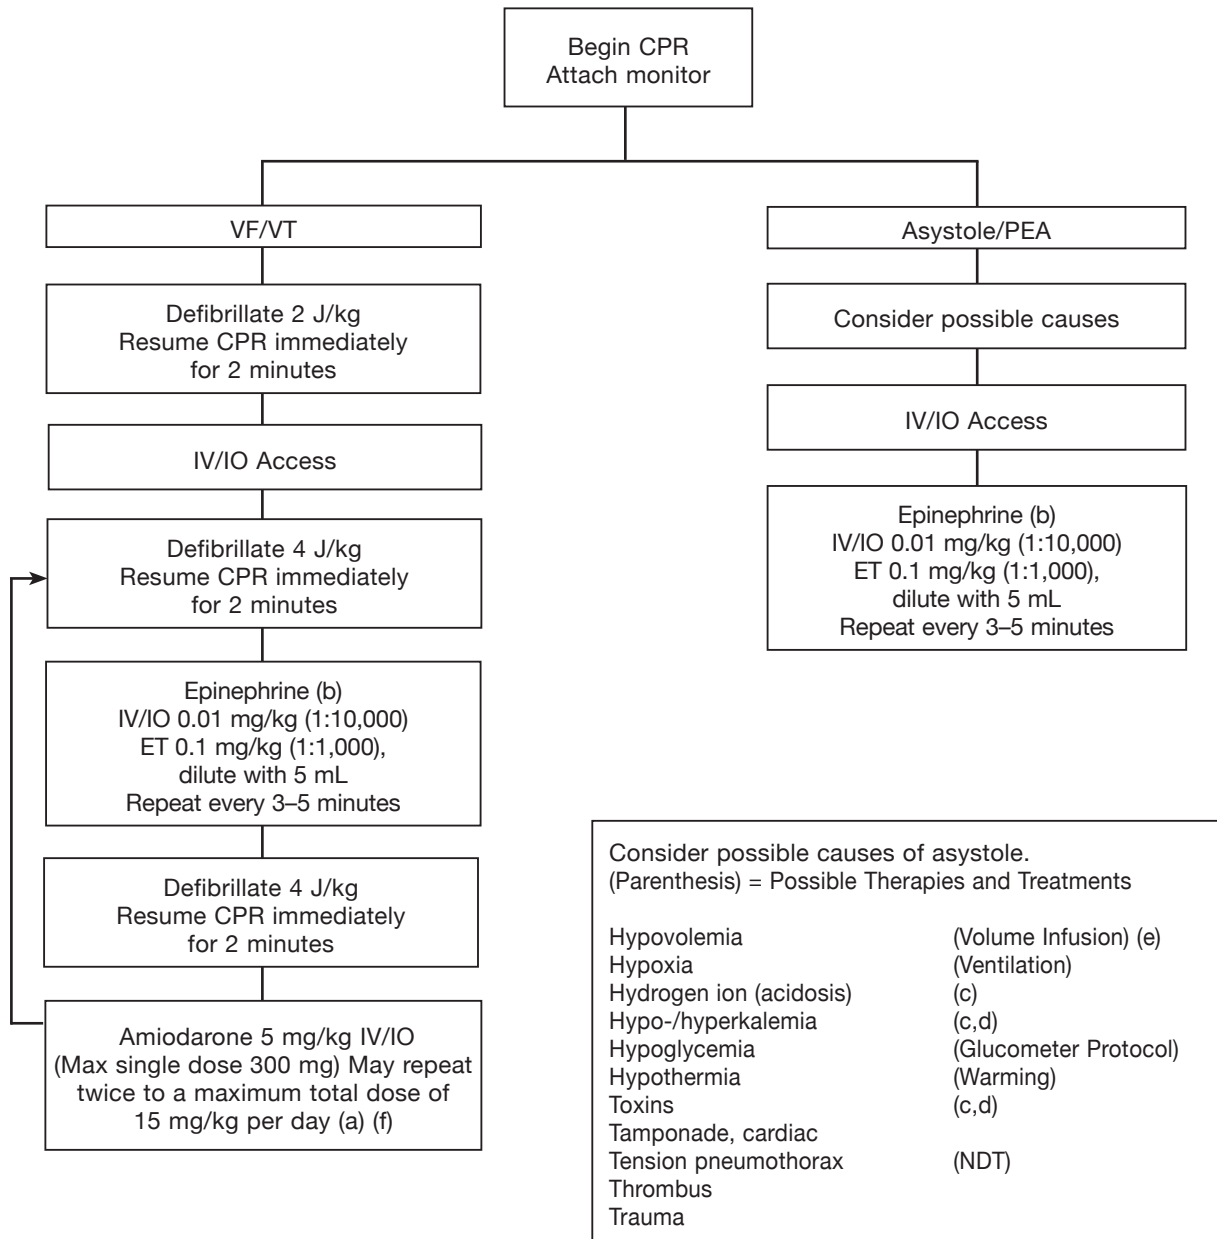 Begin CPR
Attach monitor
VF/VT
Defibrillate 2 J/kg
Resume CPR immediately
for 2 minutes
IV/IO Access
Defibrillate 4 J/kg
Resume CPR immediately
for 2 minutes
Epinephrine (b)
IV/IO 0.01 mg/kg (1:10,000)
ET 0.1 mg/kg (1:1,000),
dilute with 5 mL
Repeat every 3–5 minutes
Defibrillate 4 J/kg
Resume CPR immediately
for 2 minutes
Amiodarone 5 mg/kg IV/IO
(Max single dose 300 mg) May repeat
twice to a maximum total dose of
15 mg/kg per day (a) (f)
Asystole/PEA
Consider possible causes
IV/IO Access
Epinephrine (b)
IV/IO 0.01 mg/kg (1:10,000)
ET 0.1 mg/kg (1:1,000),
dilute with 5 mL
Repeat every 3–5 minutes
Consider possible causes of asystole.
(Parenthesis) = Possible Therapies and Treatments
Hypovolemia (Volume Infusion) (e)
Hypoxia (Ventilation)
Hydrogen ion (acidosis) (c)
Hypo-/hyperkalemia (c,d)
Hypoglycemia (Glucometer Protocol)
Hypothermia (Warming)
Toxins (c,d)
Tamponade, cardiac
Tension pneumothorax (NDT)
Thrombus
Trauma